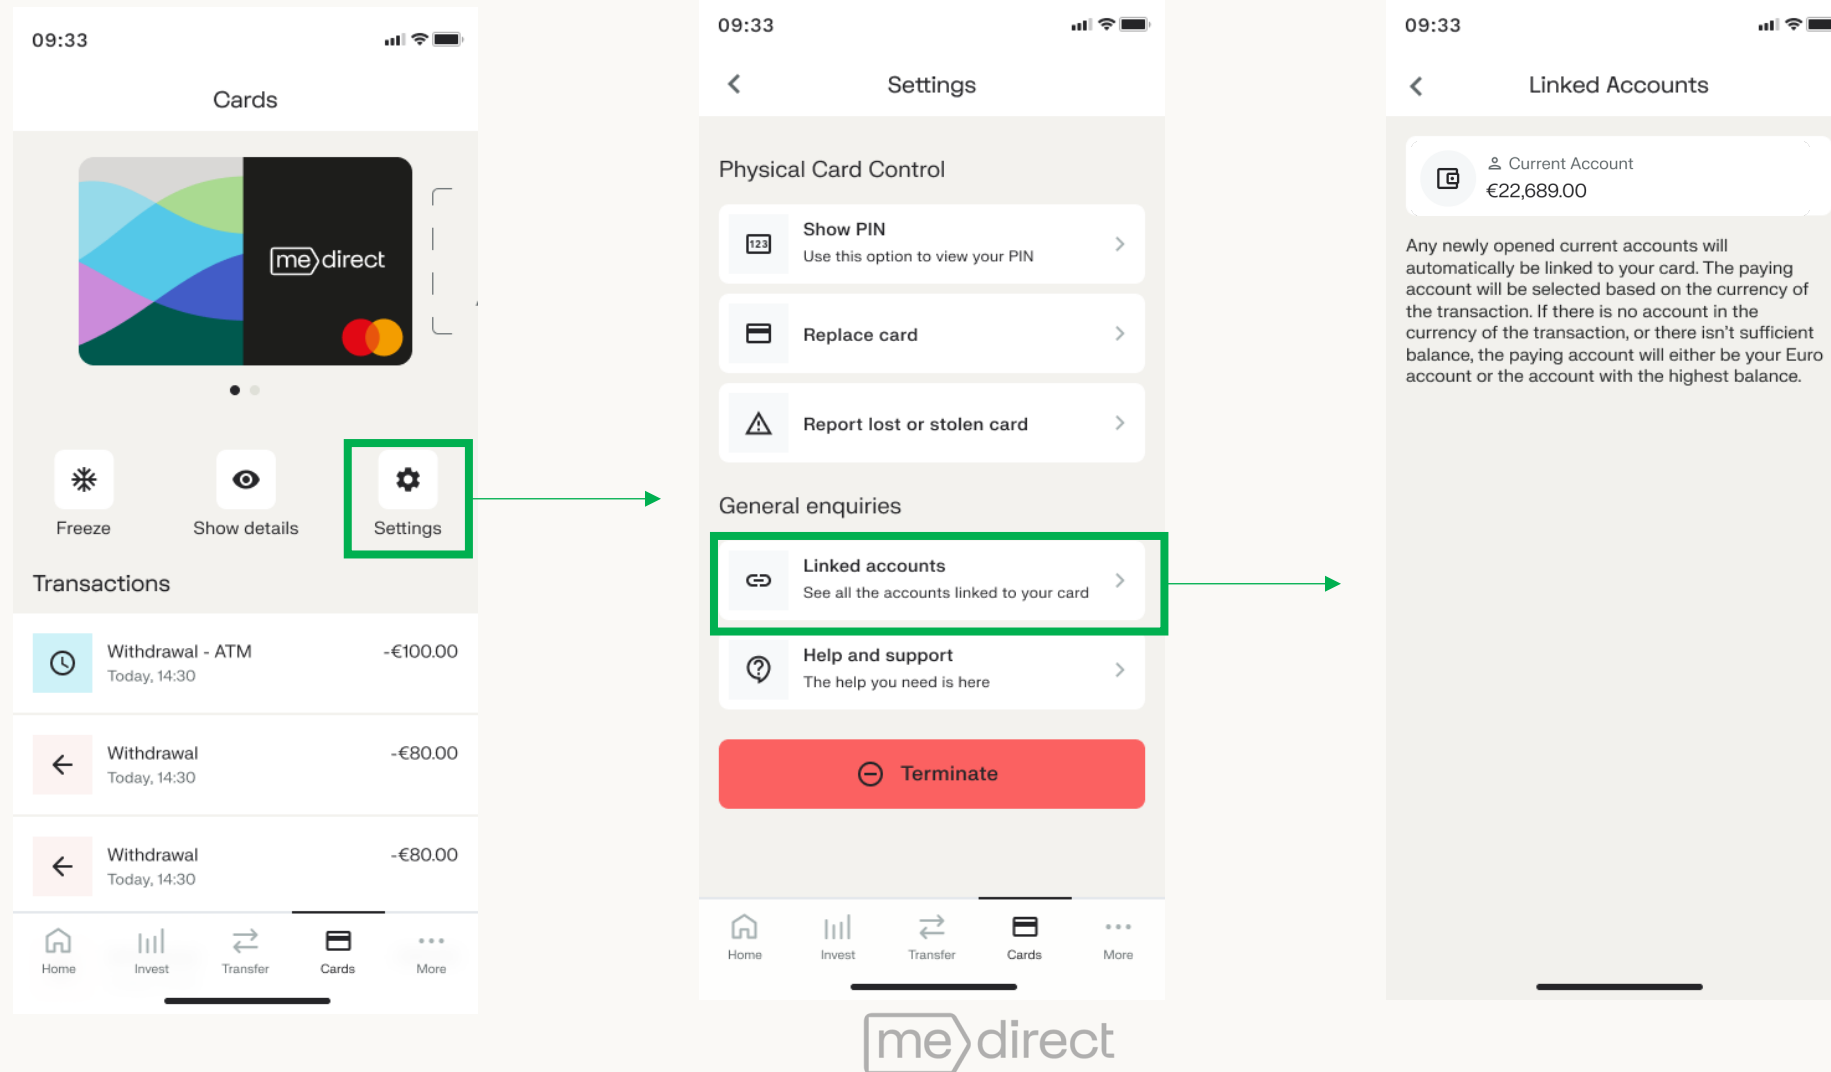 09:33
Cards
me direct
Freeze
Show details
Settings
Transactions
Withdrawal - ATM
-€100.00
Today, 14:30
Withdrawal
-€80.00
Today, 14:30
Withdrawal
-€80.00
Today, 14:30
Home
Invest
Transfer
Cards
More
09:33
Settings
Physical Card Control
123
Show PIN
Use this option to view your PIN
Replace card
Report lost or stolen card
General enquiries
Linked accounts
See all the accounts linked to your card
Help and support
The help you need is here
Terminate
Home
Invest
Transfer
Cards
More
09:33
Linked Accounts
Current Account
€22,689.00
Any newly opened current accounts will
automatically be linked to your card. The paying
account will be selected based on the currency of
the transaction. If there is no account in the
currency of the transaction, or there isn't sufficient
balance, the paying account will either be your Euro
account or the account with the highest balance.
me direct